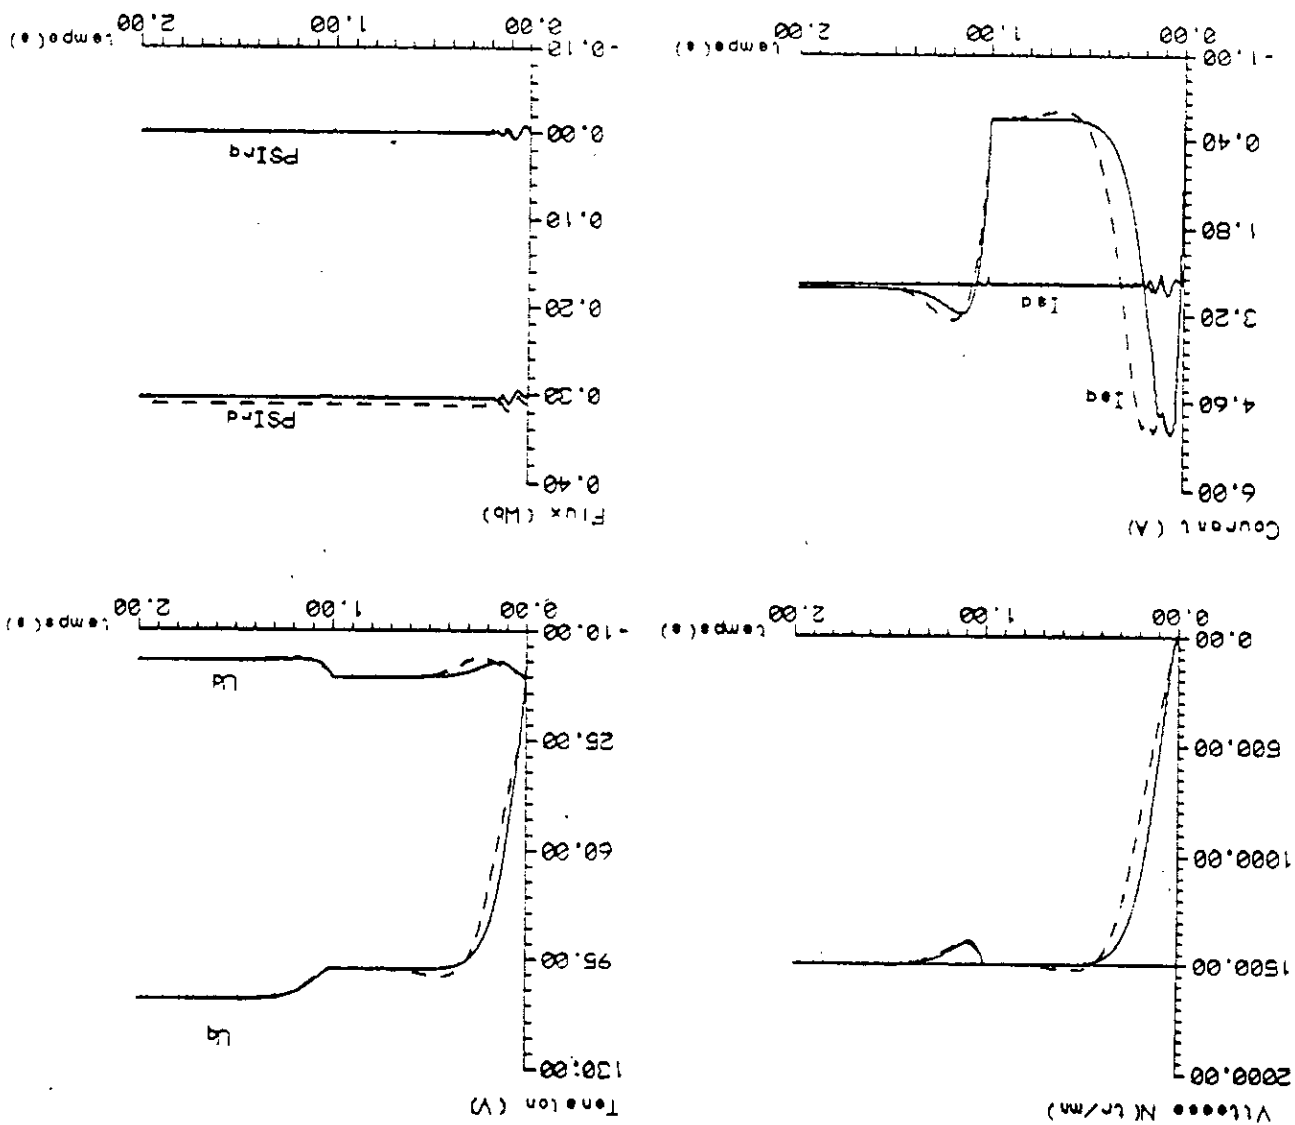 Vitesse N(tr/mn)
2000.00
1500.00
1000.00
500.00
0.00
0.00 1.00 2.00
temps(s)
Tension (V)
130.00
Uq
95.00
60.00
25.00
Ud
-10.00
0.00 1.00 2.00
temps(s)
Courant (A)
6.00
4.60
Isq
3.20
Isd
1.80
0.40
-1.00
0.00 1.00 2.00
temps(s)
Flux (Wb)
0.40
PSIrd
0.30
0.20
0.10
PSIrq
0.00
-0.10
0.00 1.00 2.00
temps(s)